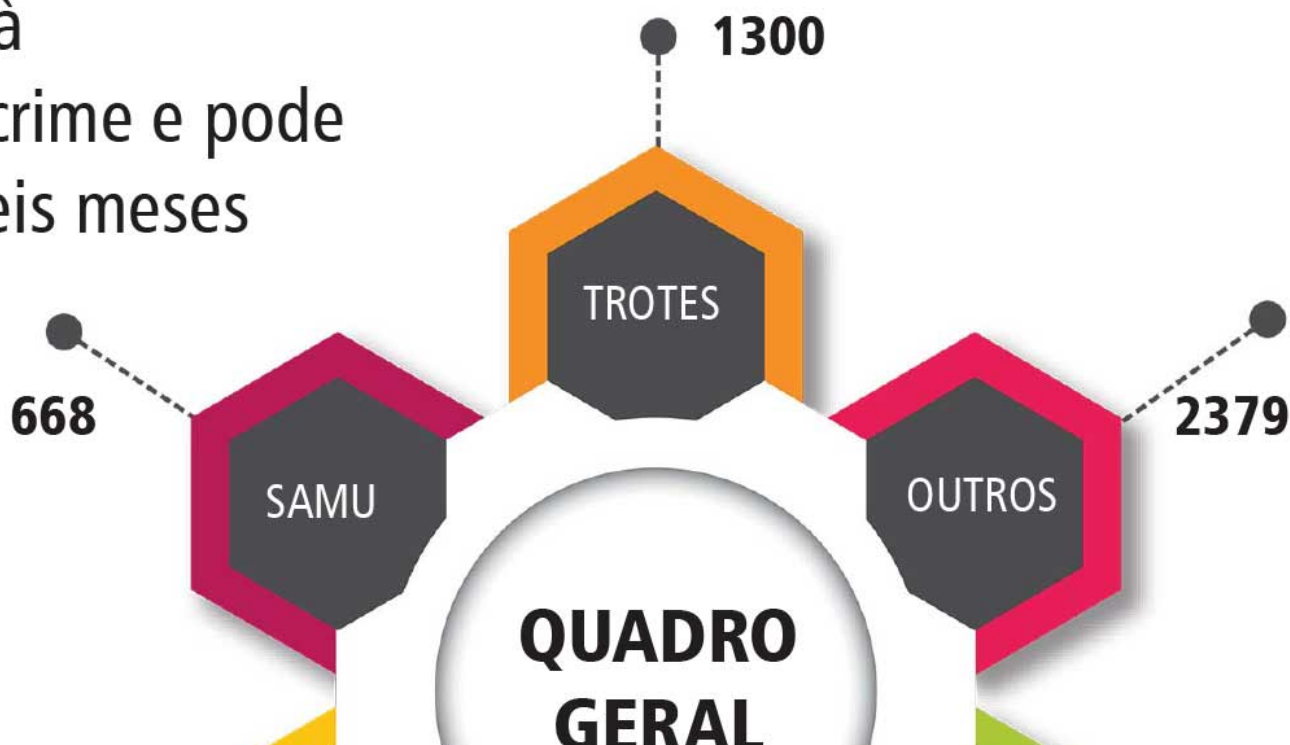 à
crime e pode
eis meses
1300
TROTES
668
SAMU
2379
OUTROS
QUADRO
GERAL